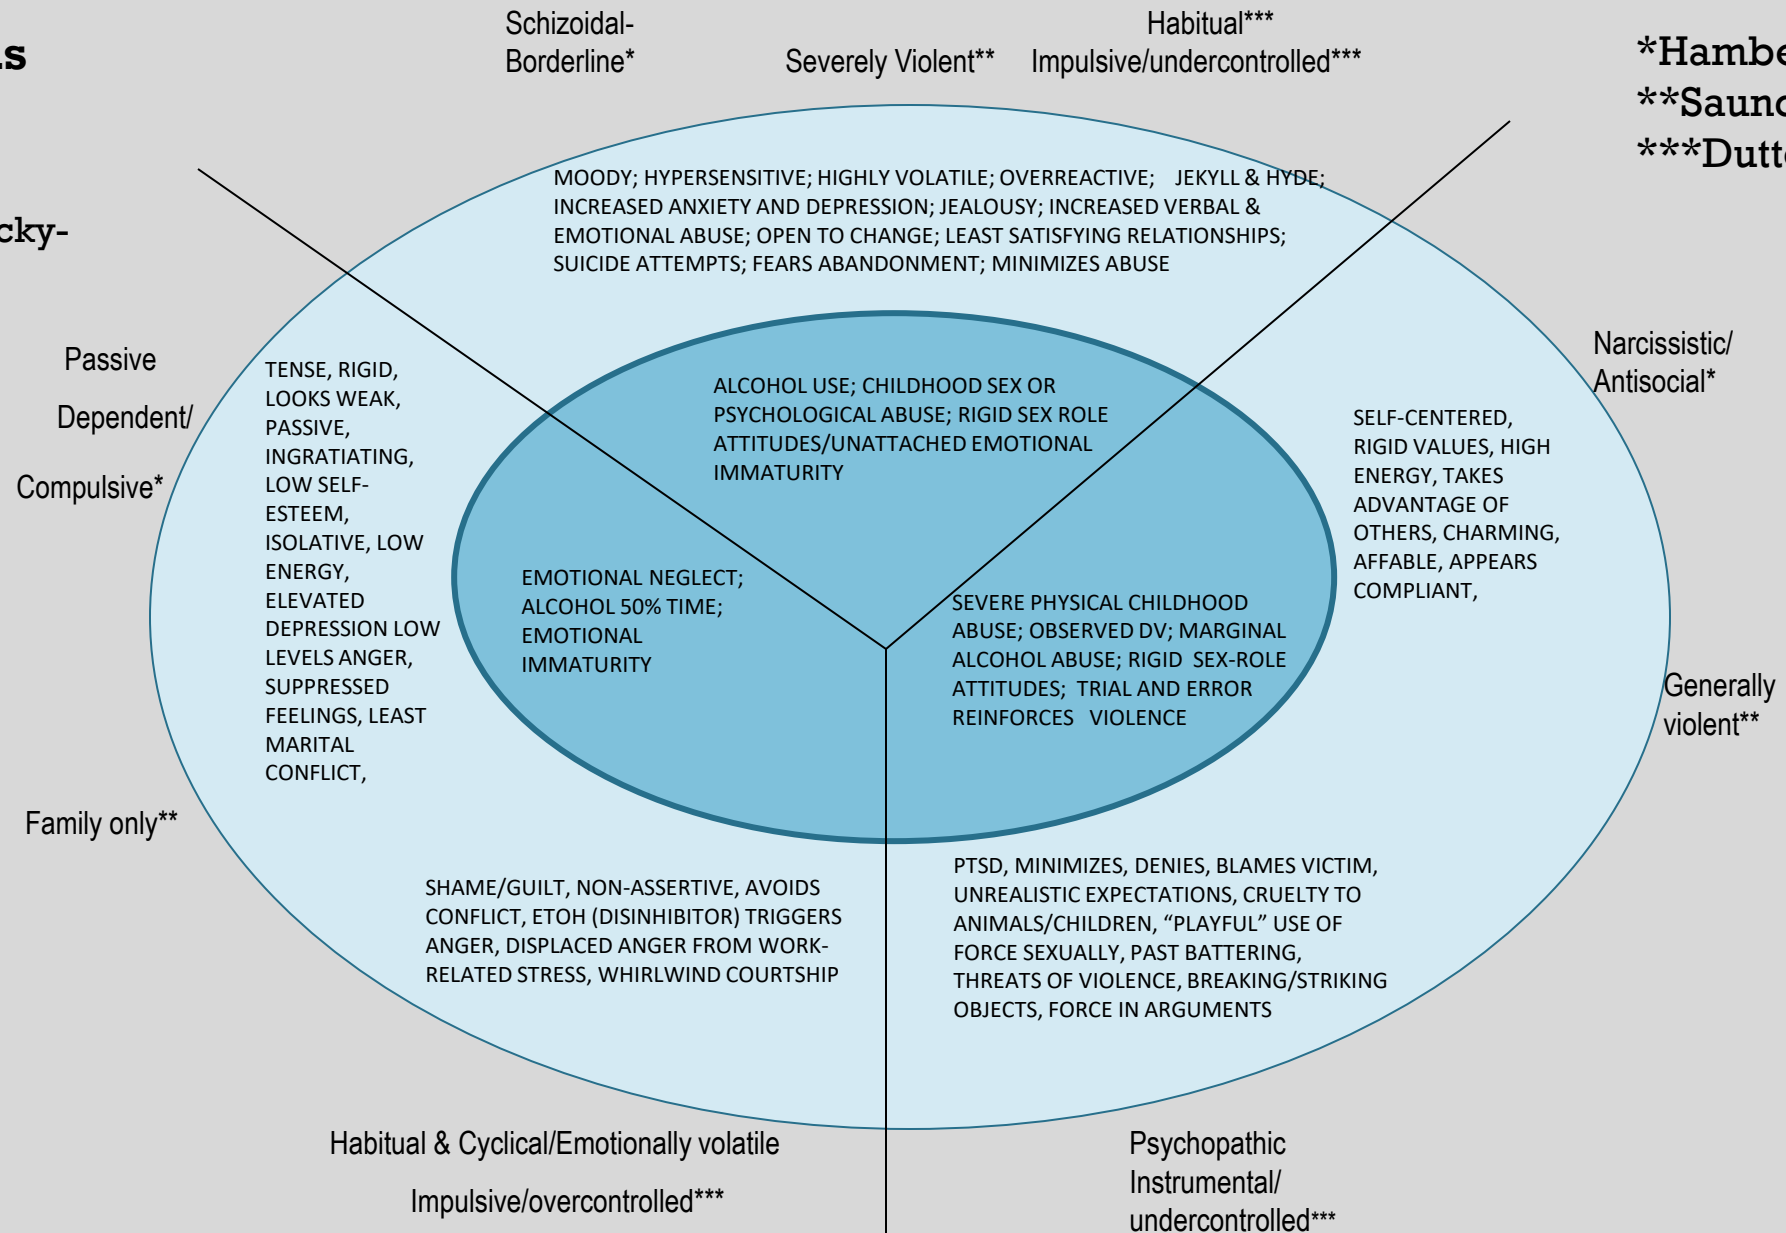 Schizoidal-
Borderline*
Severely Violent**
Habitual***
Impulsive/undercontrolled***
MOODY; HYPERSENSITIVE; HIGHLY VOLATILE; OVERREACTIVE; JEKYLL & HYDE;
INCREASED ANXIETY AND DEPRESSION; JEALOUSY; INCREASED VERBAL &
EMOTIONAL ABUSE; OPEN TO CHANGE; LEAST SATISFYING RELATIONSHIPS;
SUICIDE ATTEMPTS; FEARS ABANDONMENT; MINIMIZES ABUSE
Passive
Dependent/
Compulsive*
Family only**
TENSE, RIGID,
LOOKS WEAK,
PASSIVE,
INGRATIATING,
LOW SELF-
ESTEEM,
ISOLATIVE, LOW
ENERGY,
ELEVATED
DEPRESSION LOW
LEVELS ANGER,
SUPPRESSED
FEELINGS, LEAST
MARITAL
CONFLICT,
ALCOHOL USE; CHILDHOOD SEX OR
PSYCHOLOGICAL ABUSE; RIGID SEX ROLE
ATTITUDES/UNATTACHED EMOTIONAL
IMMATURITY
EMOTIONAL NEGLECT;
ALCOHOL 50% TIME;
EMOTIONAL
IMMATURITY
SEVERE PHYSICAL CHILDHOOD
ABUSE; OBSERVED DV; MARGINAL
ALCOHOL ABUSE; RIGID SEX-ROLE
ATTITUDES; TRIAL AND ERROR
REINFORCES VIOLENCE
Narcissistic/
Antisocial*
SELF-CENTERED,
RIGID VALUES, HIGH
ENERGY, TAKES
ADVANTAGE OF
OTHERS, CHARMING,
AFFABLE, APPEARS
COMPLIANT,
Generally
violent**
SHAME/GUILT, NON-ASSERTIVE, AVOIDS
CONFLICT, ETOH (DISINHIBITOR) TRIGGERS
ANGER, DISPLACED ANGER FROM WORK-
RELATED STRESS, WHIRLWIND COURTSHIP
PTSD, MINIMIZES, DENIES, BLAMES VICTIM,
UNREALISTIC EXPECTATIONS, CRUELTY TO
ANIMALS/CHILDREN, “PLAYFUL” USE OF
FORCE SEXUALLY, PAST BATTERING,
THREATS OF VIOLENCE, BREAKING/STRIKING
OBJECTS, FORCE IN ARGUMENTS
Habitual & Cyclical/Emotionally volatile
Impulsive/overcontrolled***
Psychopathic
Instrumental/
undercontrolled***